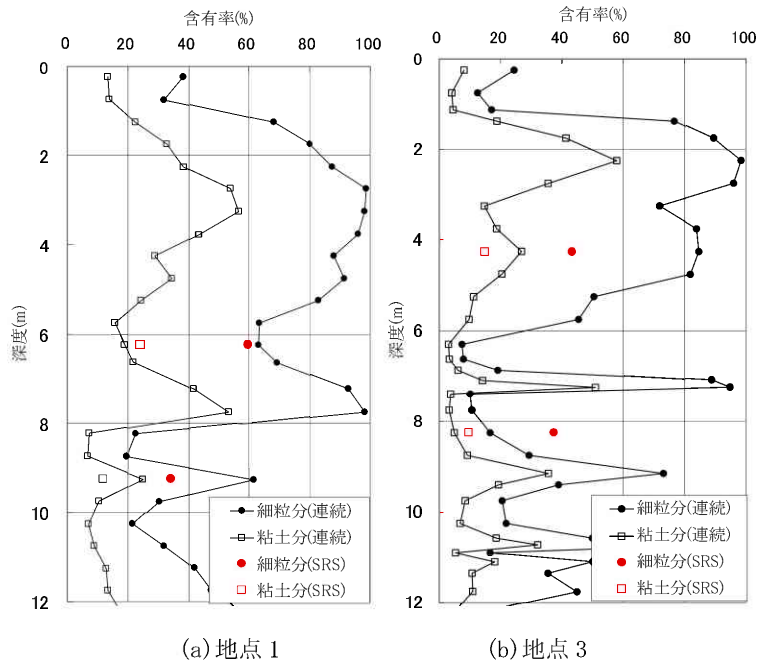 含有率(%)
0 20 40 60 80 100
0
2
4
6
8
10
12
深度(m)
細粒分(連続)
粘土分(連続)
細粒分(SRS)
粘土分(SRS)
(a)地点1
含有率(%)
0 20 40 60 80 100
0
2
4
6
8
10
12
深度(m)
細粒分(連続)
粘土分(連続)
細粒分(SRS)
粘土分(SRS)
(b)地点3